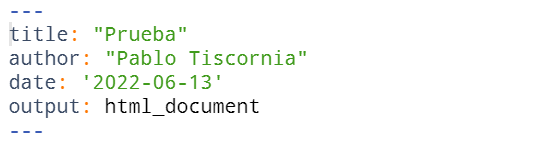 ---
title: "Prueba"
author: "Pablo Tiscornia"
date: '2022-06-13'
output: html_document
---